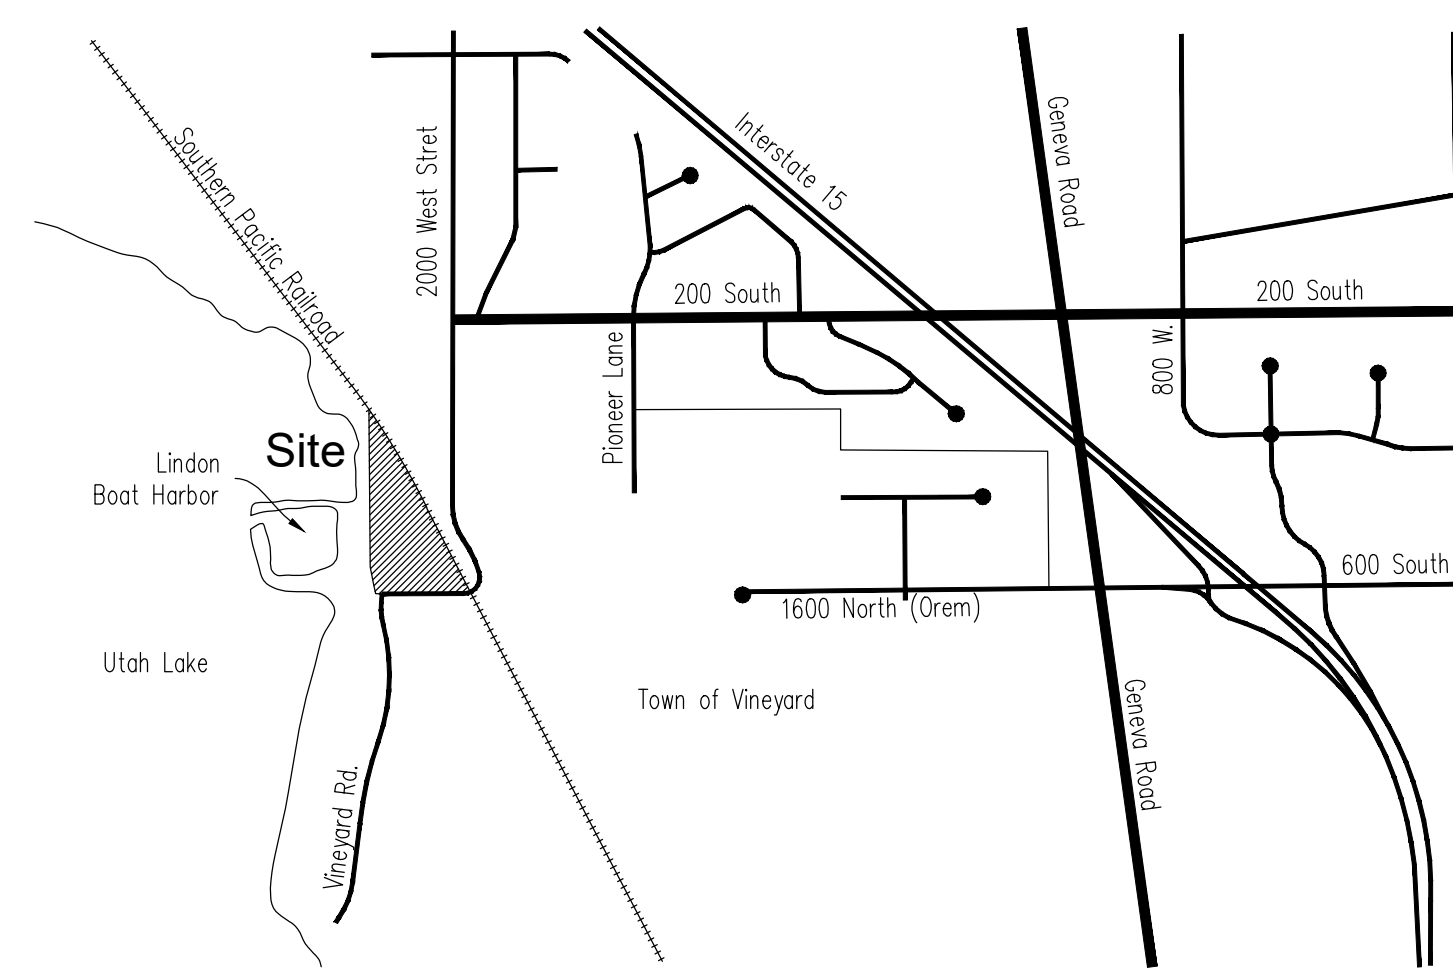 Southern Pacific Railroad
2000 West Stret
Interstate 15
Geneva Road
200 South
200 South
Pioneer Lane
800 W.
Site
Lindon
Boat Harbor
600 South
1600 North (Orem)
Utah Lake
Town of Vineyard
Geneva Road
Vineyard Rd.